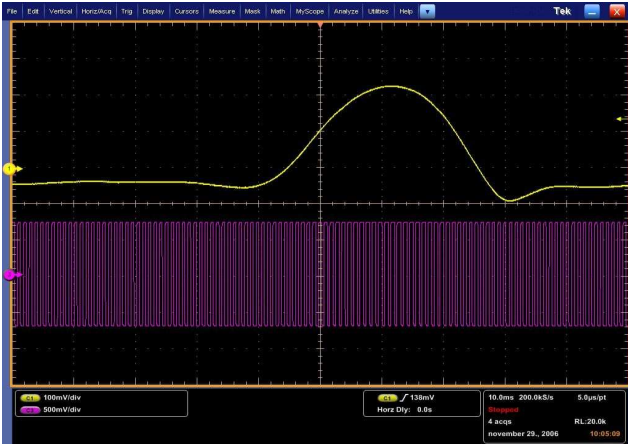 File Edit Vertical Horiz/Acq Trig Display Cursors Measure Mask Math MyScope Analyze Utilities Help Tek
C1 100mV/div
500mV/div
C1 138mV
Horz Dly: 0.0s
10.0ms 200.0kS/s 5.0µs/pt
Stopped
4 acqs RL:20.0k
november 29., 2006 10:05:09